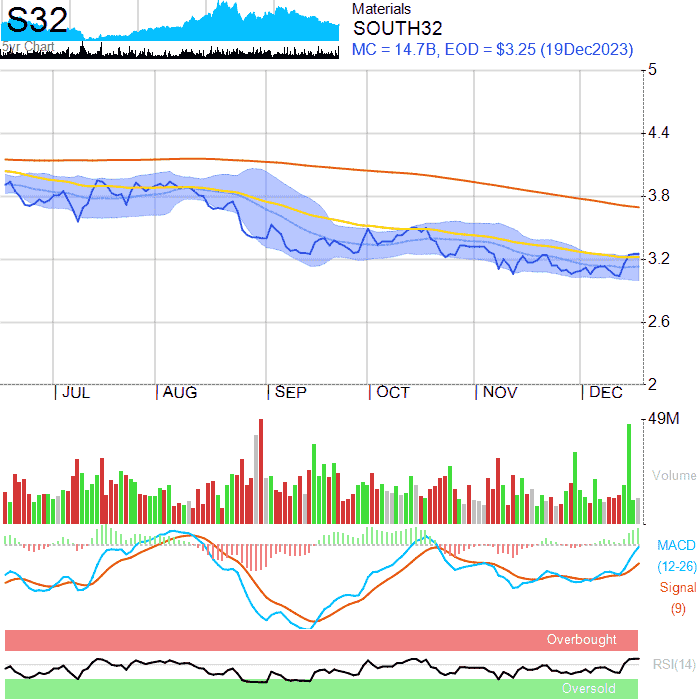 S32
5yr Chart
Materials
SOUTH32
MC = 14.7B, EOD = $3.25 (19Dec2023)
5
4.4
3.8
3.2
2.6
2
JUL AUG SEP OCT NOV DEC
49M
Volume
MACD
(12-26)
Signal
(9)
Overbought
RSI(14)
Oversold